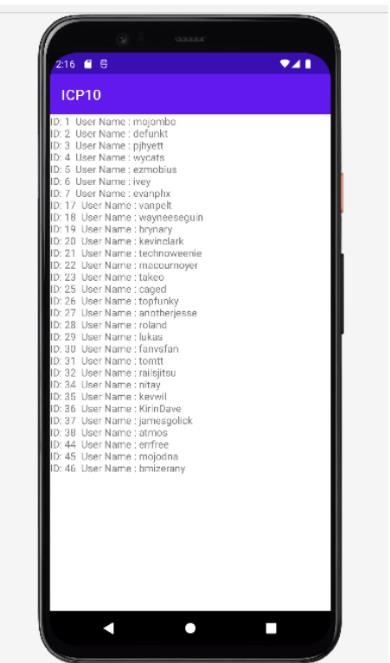 2:16
ICP10
ID: 1 User Name : mojombo
ID: 2 User Name : defunkt
ID: 3 User Name : pjhyett
ID: 4 User Name : wycats
ID: 5 User Name : ezmobius
ID: 6 User Name : ivey
ID: 7 User Name : evanphx
ID: 17 User Name : vanpelt
ID: 18 User Name : wayneeseguin
ID: 19 User Name : brynary
ID: 20 User Name : kevinclark
ID: 21 User Name : technoweenie
ID: 22 User Name : macournoyer
ID: 23 User Name : takeo
ID: 25 User Name : caged
ID: 26 User Name : topfunky
ID: 27 User Name : anotherjesse
ID: 28 User Name : roland
ID: 29 User Name : lukas
ID: 30 User Name : fanvsfan
ID: 31 User Name : tomtt
ID: 32 User Name : railsjitsu
ID: 34 User Name : nitay
ID: 35 User Name : kevwil
ID: 36 User Name : KirinDave
ID: 37 User Name : jamesgolick
ID: 38 User Name : atmos
ID: 44 User Name : errfree
ID: 45 User Name : mojodna
ID: 46 User Name : bmizerany